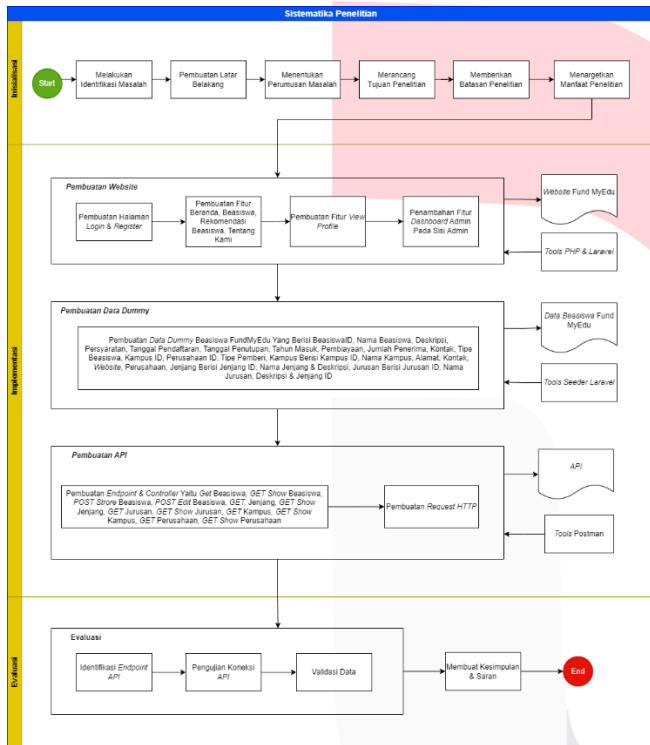 Sistematika Penelitian
Inisialisasi
Start
Melakukan
Identifikasi Masalah
Pembuatan Latar
Belakang
Menentukan
Perumusan Masalah
Merancang
Tujuan Penelitian
Memberikan
Batasan Penelitian
Menargetkan
Manfaat Penelitian
Implementasi
Pembuatan Website
Pembuatan Halaman
Login & Register
Pembuatan Fitur
Beranda, Beasiswa,
Rekomendasi
Beasiswa, Tentang
Kami
Pembuatan Fitur View
Profile
Penambahan Fitur
Dashboard Admin
Pada Sisi Admin
Website Fund MyEdu
Tools PHP & Laravel
Pembuatan Data Dummy
Pembuatan Data Dummy Beasiswa FundMyEdu Yang Berisi BeasiswaID, Nama Beasiswa, Deskripsi,
Persyaratan, Tanggal Pendaftaran, Tanggal Penutupan, Tahun Masuk, Pembiayaan, Jumlah Penerima, Kontak, Tipe
Beasiswa, Kampus ID, Perusahaan ID, Tipe Pemberi, Kampus Berisi Kampus ID, Nama Kampus, Alamat, Kontak,
Website, Perusahaan, Jenjang Berisi Jenjang ID, Nama Jenjang & Deskripsi, Jurusan Berisi Jurusan ID, Nama
Jurusan, Deskripsi & Jenjang ID
Data Beasiswa Fund
MyEdu
Tools Seeder Laravel
Pembuatan API
Pembuatan Endpoint & Controller Yaitu Get Beasiswa, GET Show Beasiswa,
POST Strore Beasiswa, POST Edit Beasiswa, GET, Jenjang, GET Show
Jenjang, GET Jurusan, GET Show Jurusan, GET Kampus, GET Show
Kampus, GET Perusahaan, GET Show Perusahaan
Pembuatan Request HTTP
API
Tools Postman
Evaluasi
Evaluasi
Identifikasi Endpoint
API
Pengujian Koneksi
API
Validasi Data
Membuat Kesimpulan
& Saran
End